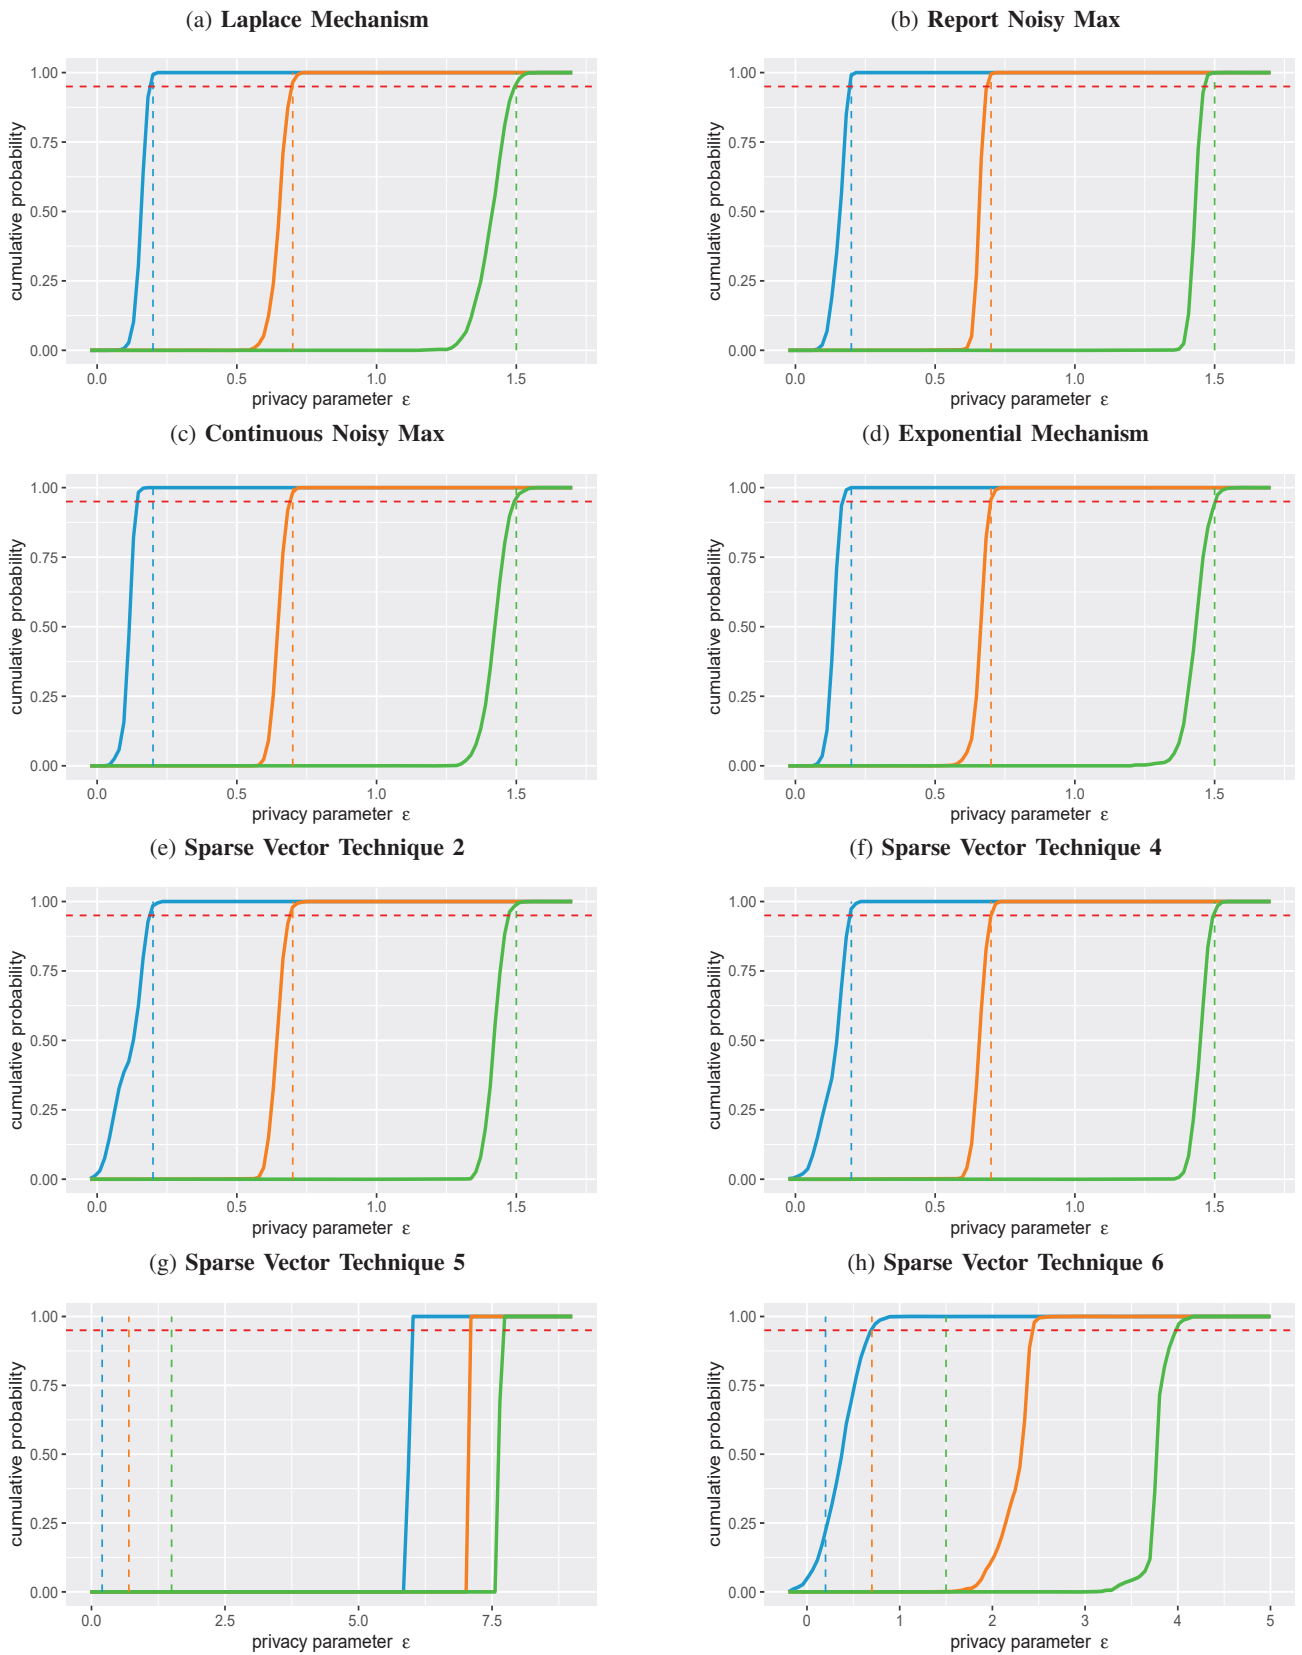 (a) Laplace Mechanism
(b) Report Noisy Max
cumulative probability
1.00
0.75
0.50
0.25
0.00
0.0 0.5 1.0 1.5
privacy parameter ε
cumulative probability
1.00
0.75
0.50
0.25
0.00
0.0 0.5 1.0 1.5
privacy parameter ε
(c) Continuous Noisy Max
(d) Exponential Mechanism
cumulative probability
1.00
0.75
0.50
0.25
0.00
0.0 0.5 1.0 1.5
privacy parameter ε
cumulative probability
1.00
0.75
0.50
0.25
0.00
0.0 0.5 1.0 1.5
privacy parameter ε
(e) Sparse Vector Technique 2
(f) Sparse Vector Technique 4
cumulative probability
1.00
0.75
0.50
0.25
0.00
0.0 0.5 1.0 1.5
privacy parameter ε
cumulative probability
1.00
0.75
0.50
0.25
0.00
0.0 0.5 1.0 1.5
privacy parameter ε
(g) Sparse Vector Technique 5
(h) Sparse Vector Technique 6
cumulative probability
1.00
0.75
0.50
0.25
0.00
0.0 2.5 5.0 7.5
privacy parameter ε
cumulative probability
1.00
0.75
0.50
0.25
0.00
0 1 2 3 4 5
privacy parameter ε